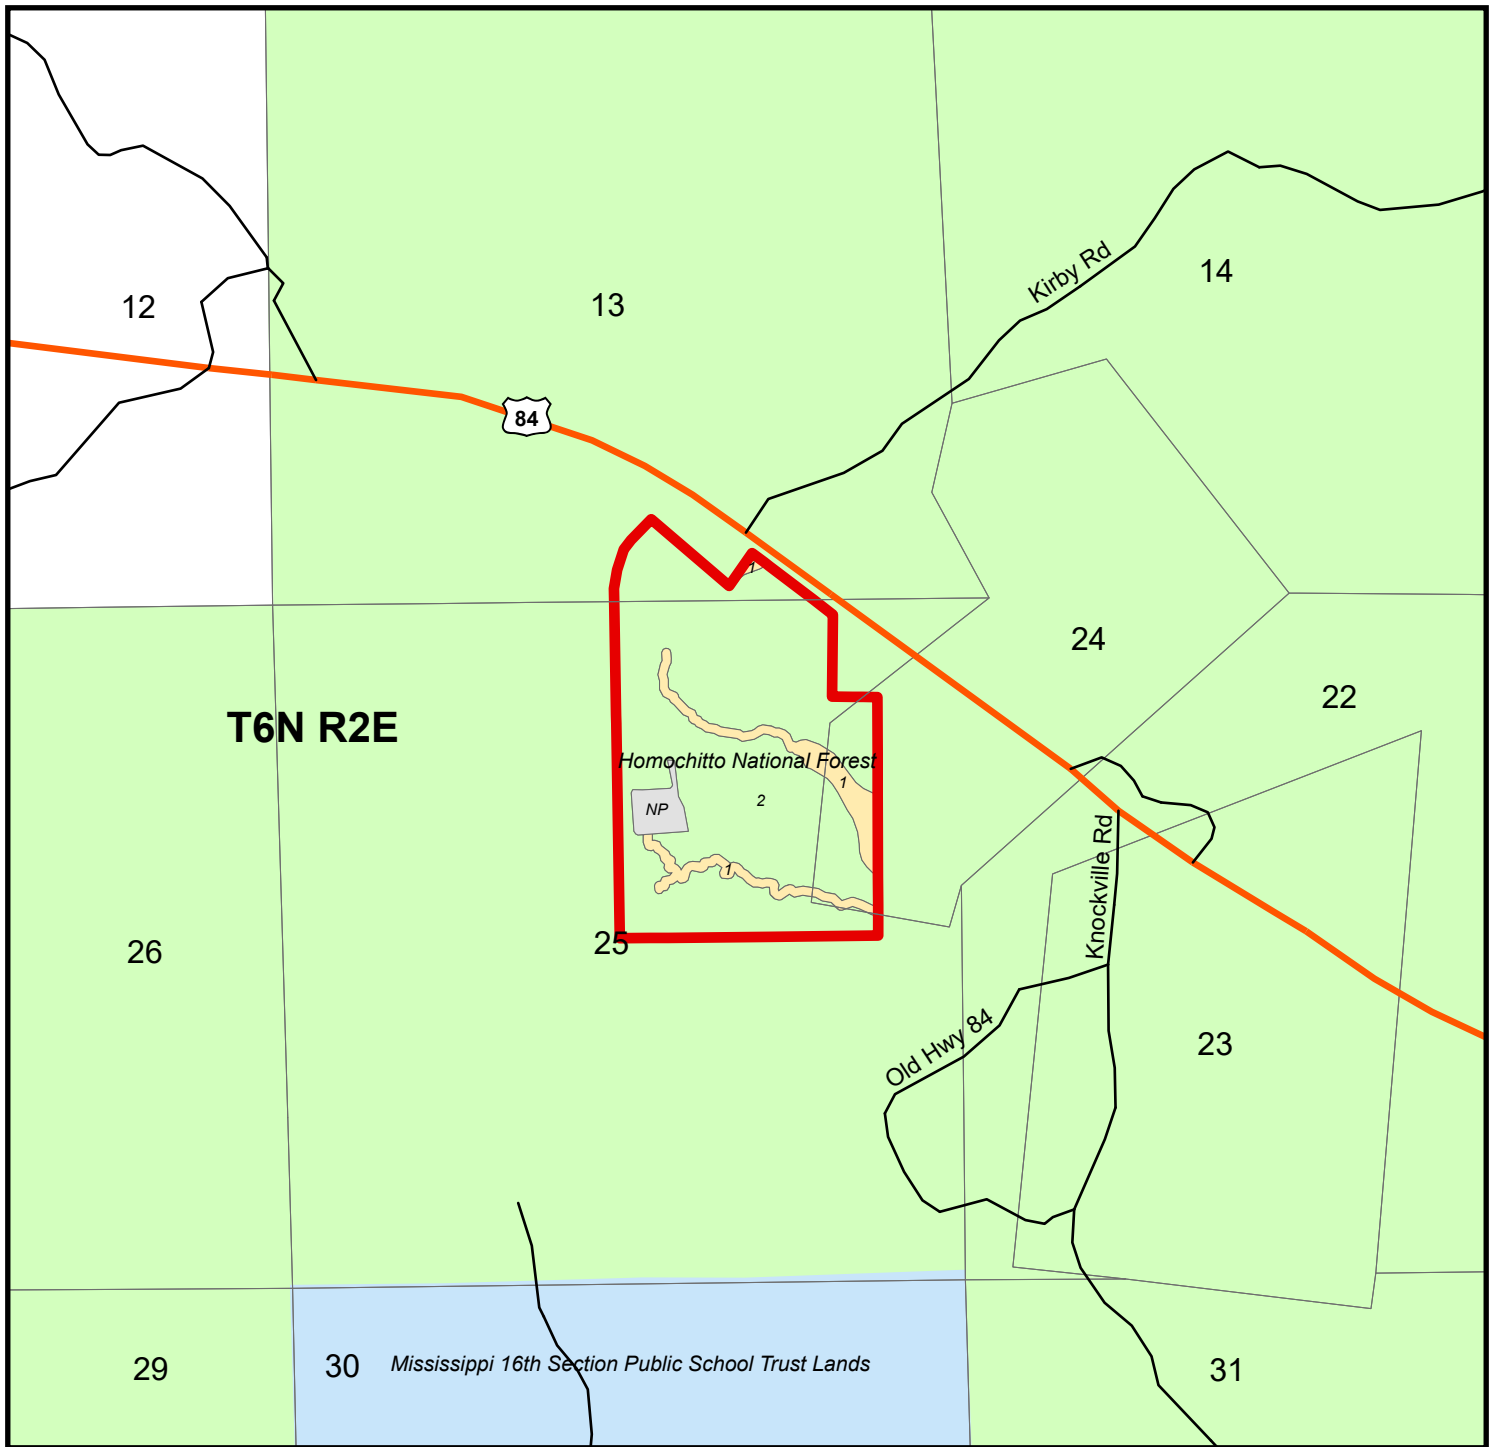 Kirby Rd
14
12
13
84
1
24
22
T6N R2E
Homochitto National Forest
1
2
NP
1
Knockville Rd
25
26
Old Hwy 84
23
29
30
Mississippi 16th Section Public School Trust Lands
31